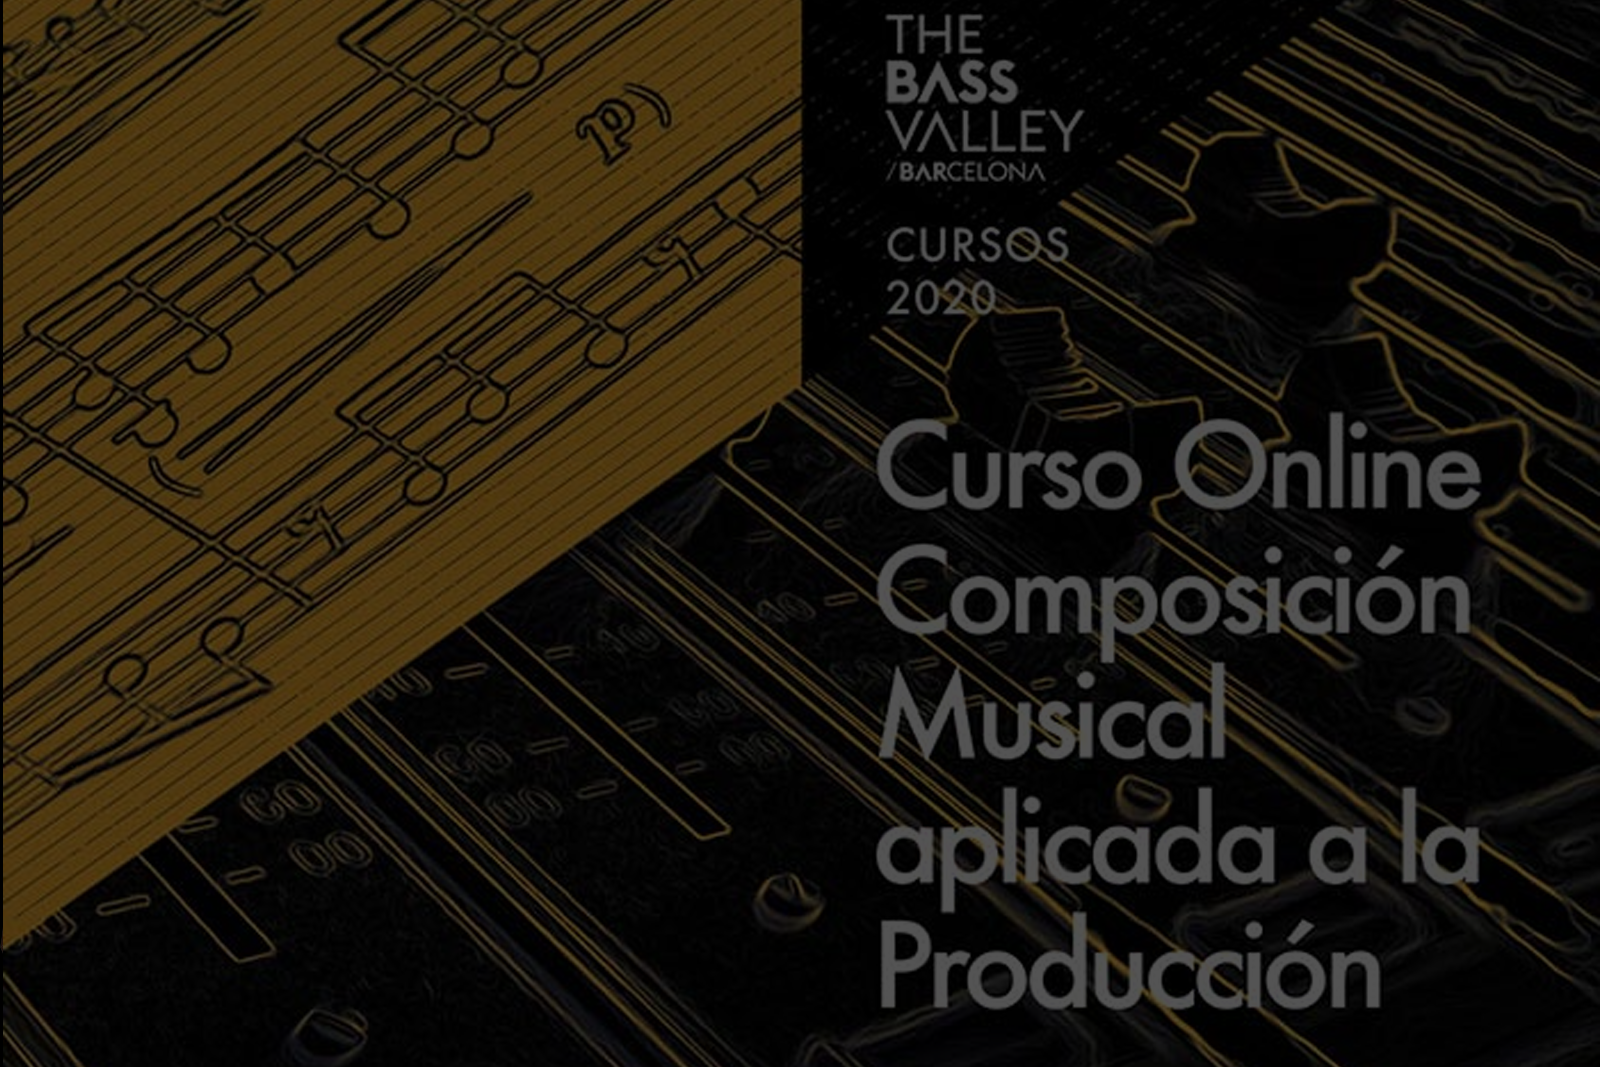 THE
BASS
VALLEY
/BARCELONA
CURSOS
2020
Curso Online
Composición
Musical
aplicada a la
Producción